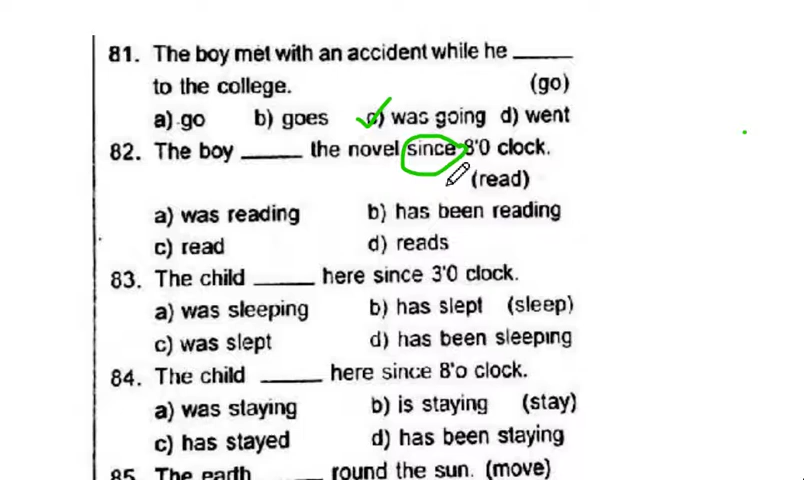 81. The boy met with an accident while he ______
to the college. (go)
a) go b) goes c) was going d) went
82. The boy ______ the novel since 8'0 clock.
(read)
a) was reading b) has been reading
c) read d) reads
83. The child ______ here since 3'0 clock.
a) was sleeping b) has slept (sleep)
c) was slept d) has been sleeping
84. The child ______ here since 8'o clock.
a) was staying b) is staying (stay)
c) has stayed d) has been staying
85. The earth ______ round the sun. (move)